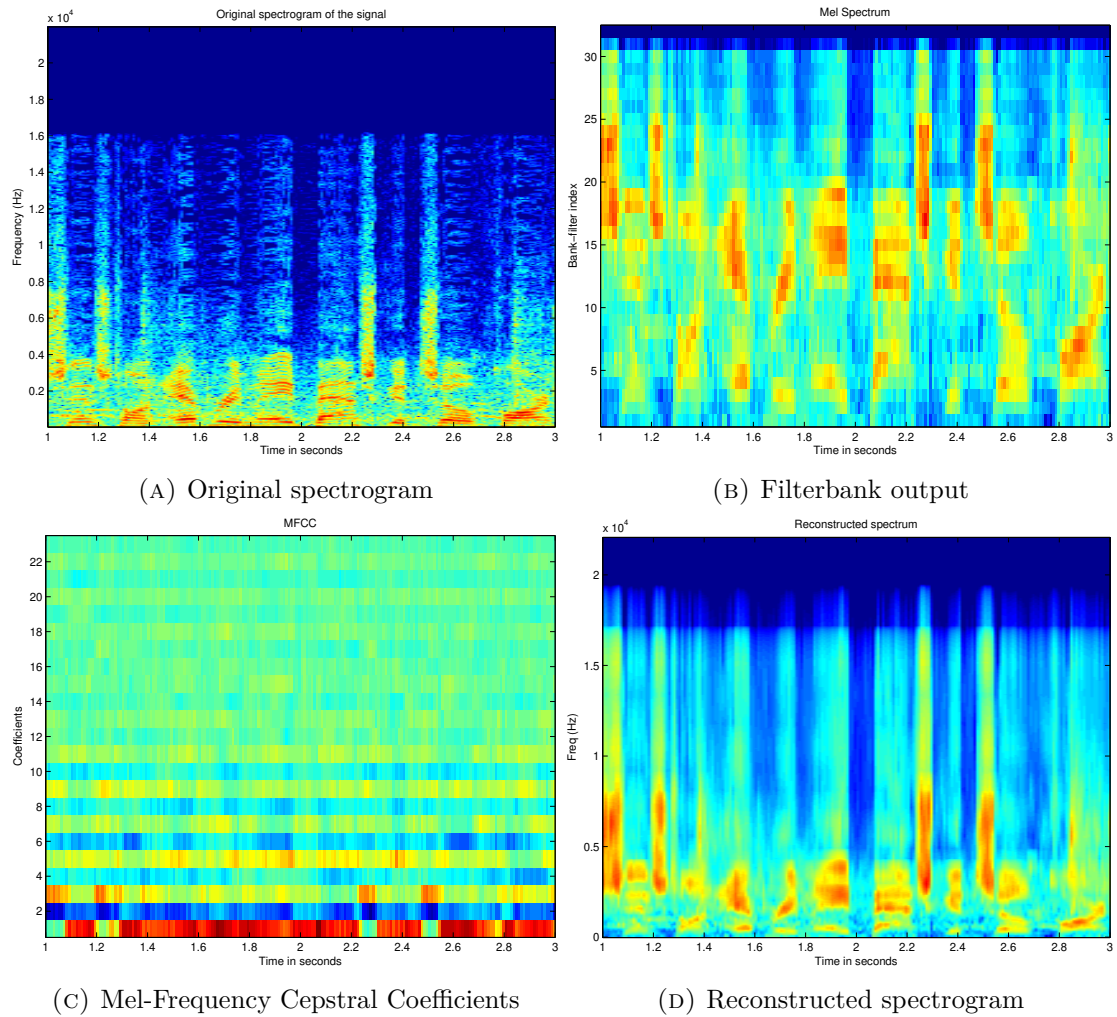 Original spectrogram of the signal
x 10^4
2
1.8
1.6
1.4
1.2
1
0.8
0.6
0.4
0.2
Frequency (Hz)
1 1.2 1.4 1.6 1.8 2 2.2 2.4 2.6 2.8 3
Time in seconds
(A) Original spectrogram
Mel Spectrum
30
25
20
15
10
5
Bank-filter index
1 1.2 1.4 1.6 1.8 2 2.2 2.4 2.6 2.8 3
Time in seconds
(B) Filterbank output
MFCC
22
20
18
16
14
12
10
8
6
4
2
Coefficients
1 1.2 1.4 1.6 1.8 2 2.2 2.4 2.6 2.8 3
Time in seconds
(C) Mel-Frequency Cepstral Coefficients
Reconstructed spectrum
x 10^4
2
1.5
1
0.5
0
Freq (Hz)
1 1.2 1.4 1.6 1.8 2 2.2 2.4 2.6 2.8 3
Time in seconds
(D) Reconstructed spectrogram